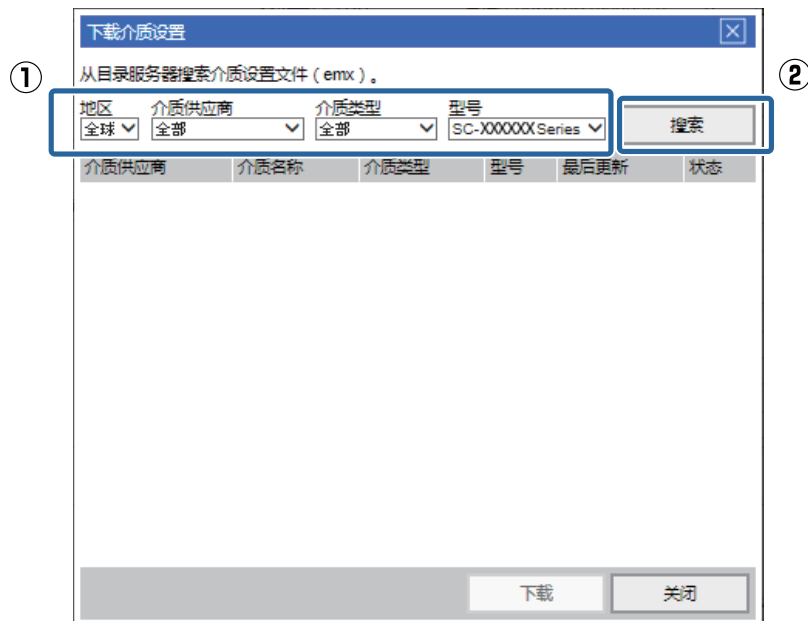 下载介质设置
从目录服务器搜索介质设置文件（emx）。
① ②
地区 介质供应商 介质类型 型号
全球 全部 全部 SC-XXXXXX Series 搜索
介质供应商 介质名称 介质类型 型号 最后更新 状态
下载 关闭